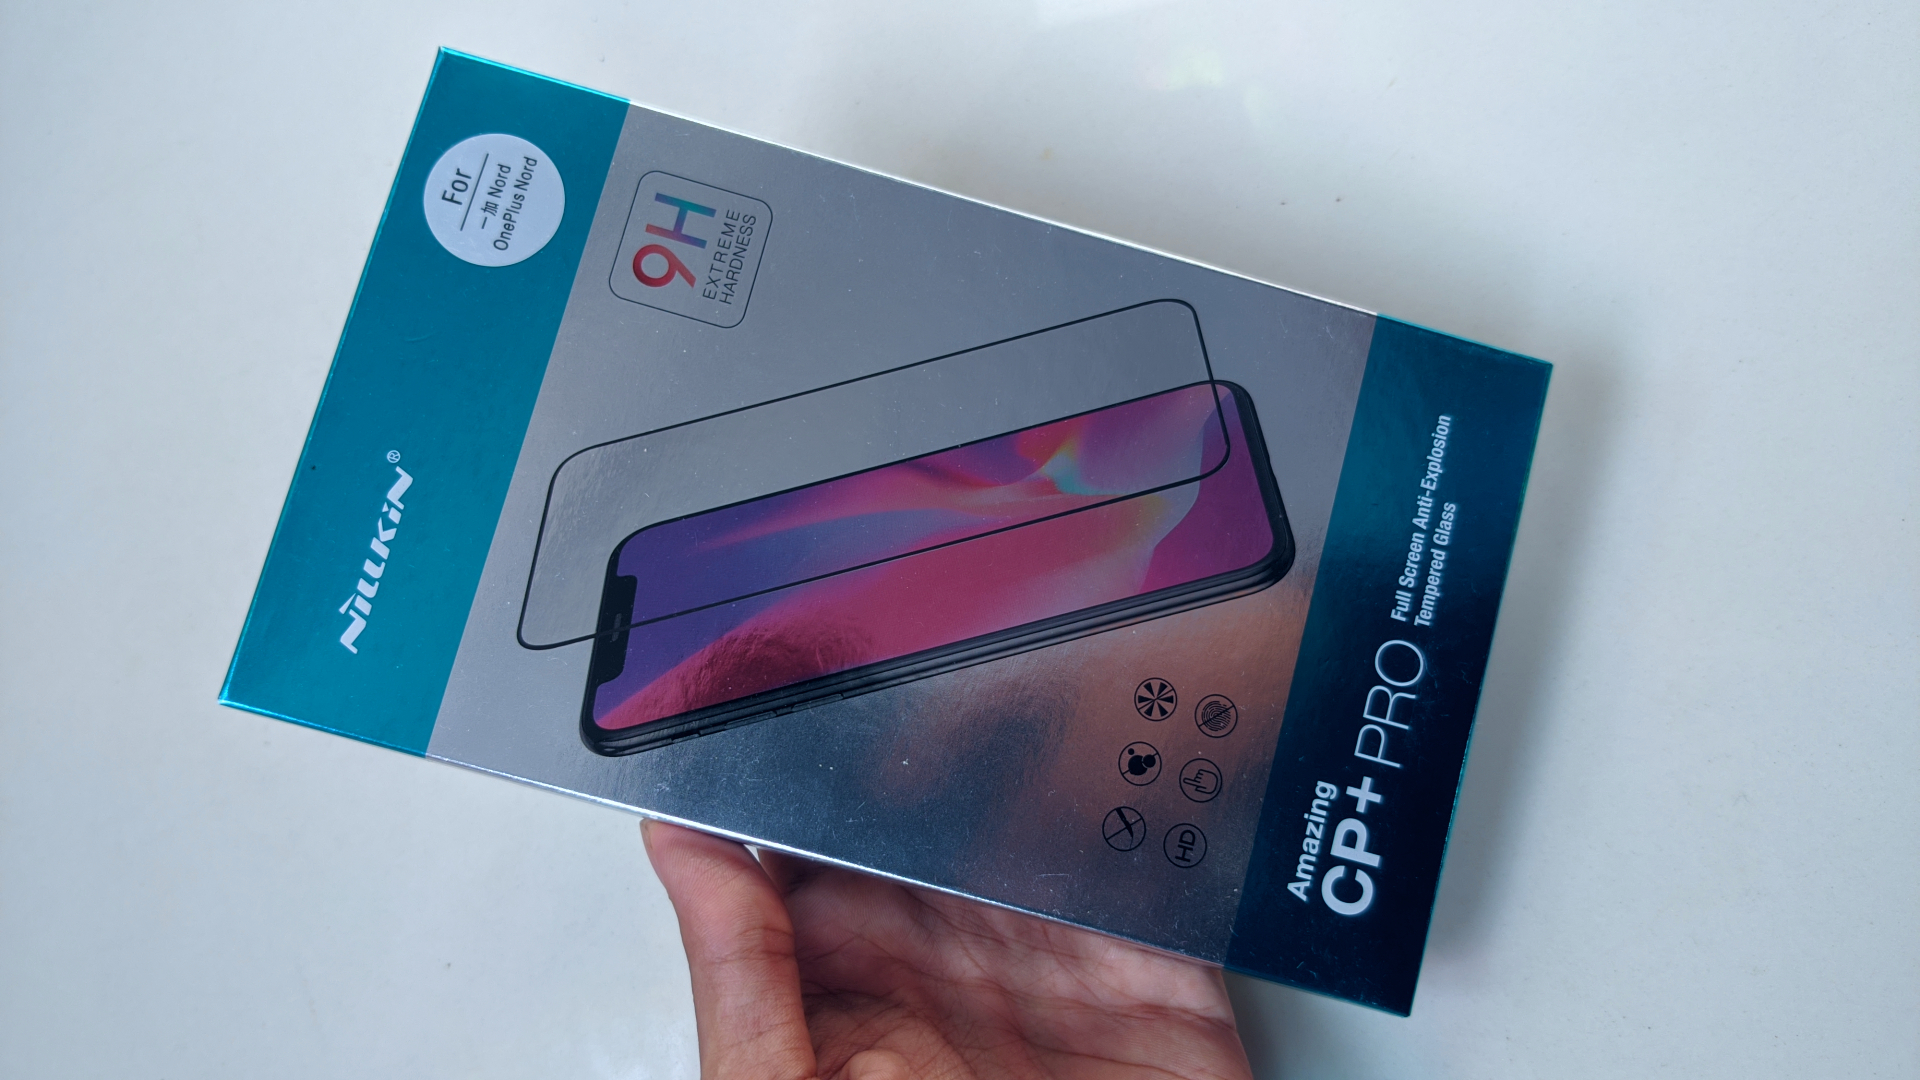 For
一加 Nord
OnePlus Nord
NILLKIN®
9H
EXTREME
HARDNESS
HD
Amazing
CP+ PRO
Full Screen Anti-Explosion
Tempered Glass